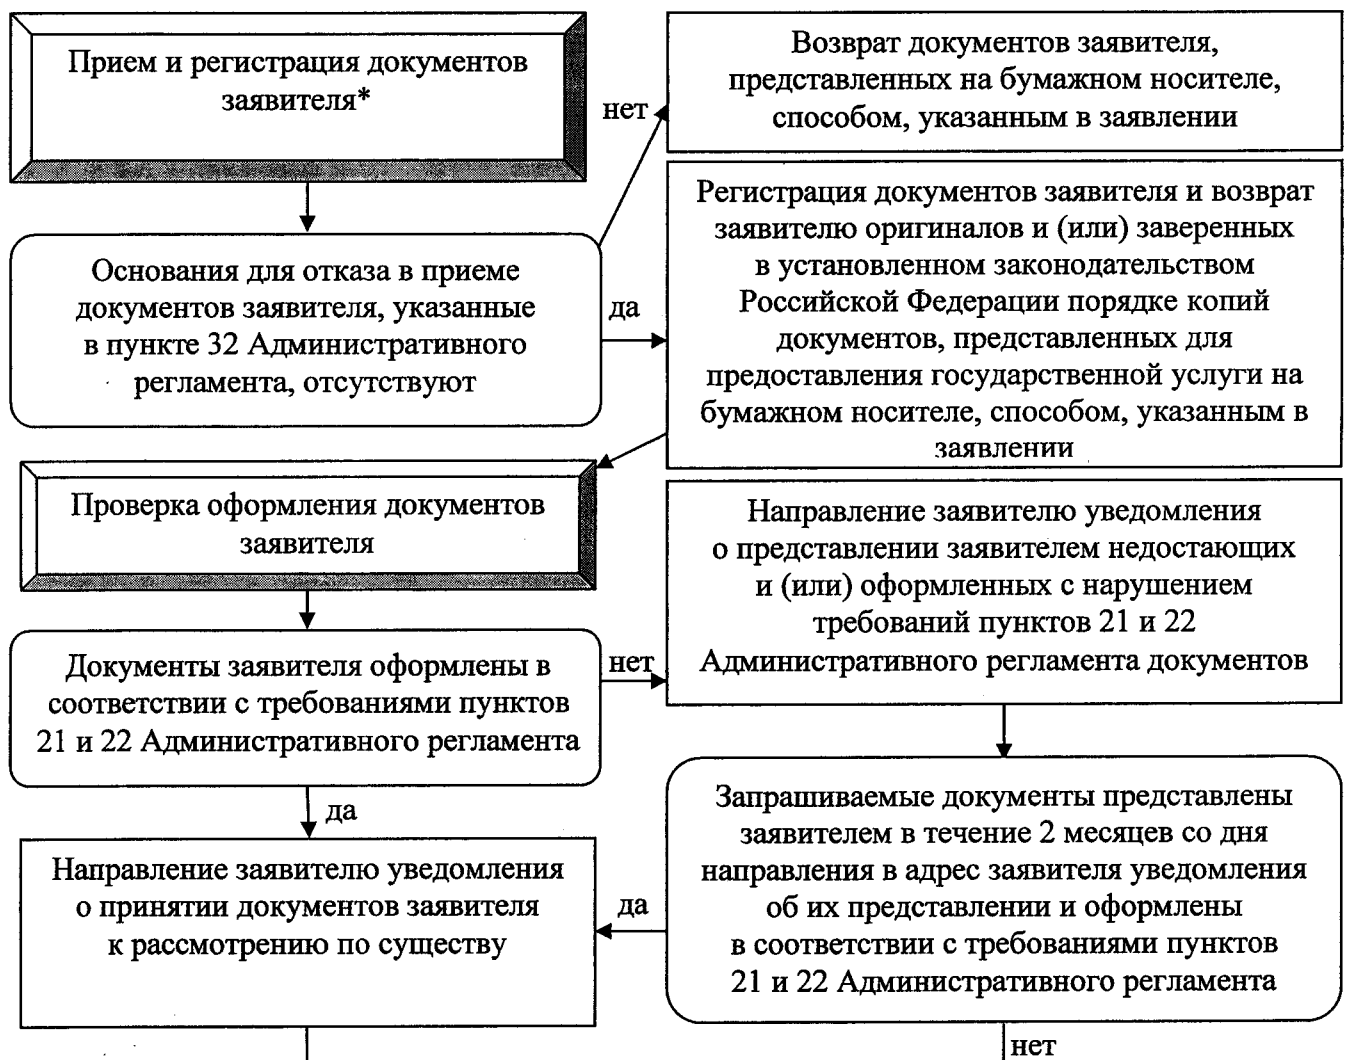 Прием и регистрация документов
заявителя*
нет
Возврат документов заявителя,
представленных на бумажном носителе,
способом, указанным в заявлении
Основания для отказа в приеме
документов заявителя, указанные
в пункте 32 Административного
регламента, отсутствуют
да
Регистрация документов заявителя и возврат
заявителю оригиналов и (или) заверенных
в установленном законодательством
Российской Федерации порядке копий
документов, представленных для
предоставления государственной услуги на
бумажном носителе, способом, указанным в
заявлении
Проверка оформления документов
заявителя
Документы заявителя оформлены в
соответствии с требованиями пунктов
21 и 22 Административного регламента
нет
Направление заявителю уведомления
о представлении заявителем недостающих
и (или) оформленных с нарушением
требований пунктов 21 и 22
Административного регламента документов
да
Направление заявителю уведомления
о принятии документов заявителя
к рассмотрению по существу
да
Запрашиваемые документы представлены
заявителем в течение 2 месяцев со дня
направления в адрес заявителя уведомления
об их представлении и оформлены
в соответствии с требованиями пунктов
21 и 22 Административного регламента
нет